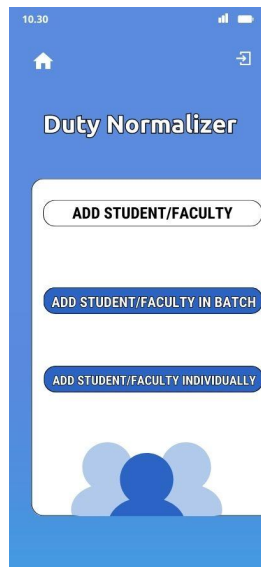 10.30
Duty Normalizer
ADD STUDENT/FACULTY
ADD STUDENT/FACULTY IN BATCH
ADD STUDENT/FACULTY INDIVIDUALLY